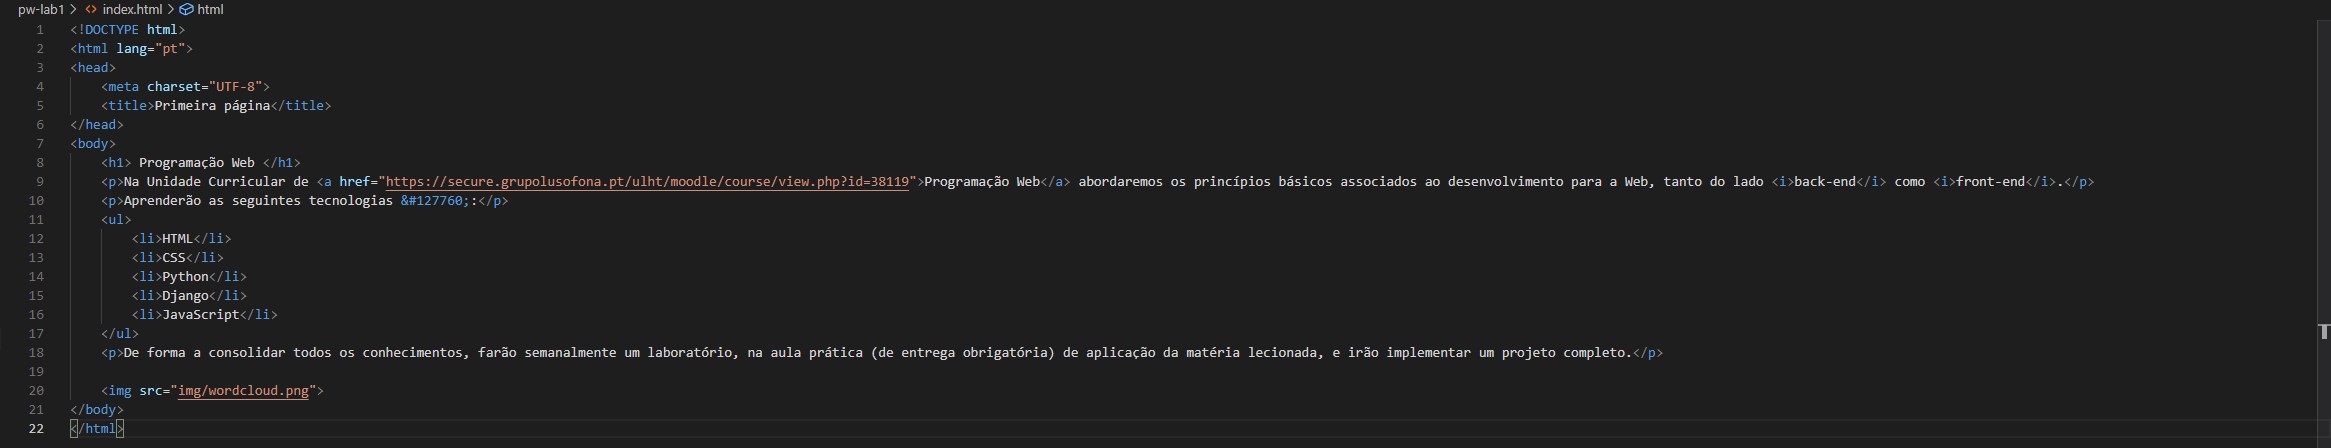 pw-lab1 > <> index.html > html
1 <!DOCTYPE html>
2 <html lang="pt">
3 <head>
4     <meta charset="UTF-8">
5     <title>Primeira página</title>
6 </head>
7 <body>
8     <h1> Programação Web </h1>
9     <p>Na Unidade Curricular de <a href="https://secure.grupolusofona.pt/ulht/moodle/course/view.php?id=38119">Programação Web</a> abordaremos os princípios básicos associados ao desenvolvimento para a Web, tanto do lado <i>back-end</i> como <i>front-end</i>.</p>
10     <p>Aprenderão as seguintes tecnologias &#127760;:</p>
11     <ul>
12         <li>HTML</li>
13         <li>CSS</li>
14         <li>Python</li>
15         <li>Django</li>
16         <li>JavaScript</li>
17     </ul>
18     <p>De forma a consolidar todos os conhecimentos, farão semanalmente um laboratório, na aula prática (de entrega obrigatória) de aplicação da matéria lecionada, e irão implementar um projeto completo.</p>
19
20     <img src="img/wordcloud.png">
21 </body>
22 </html>